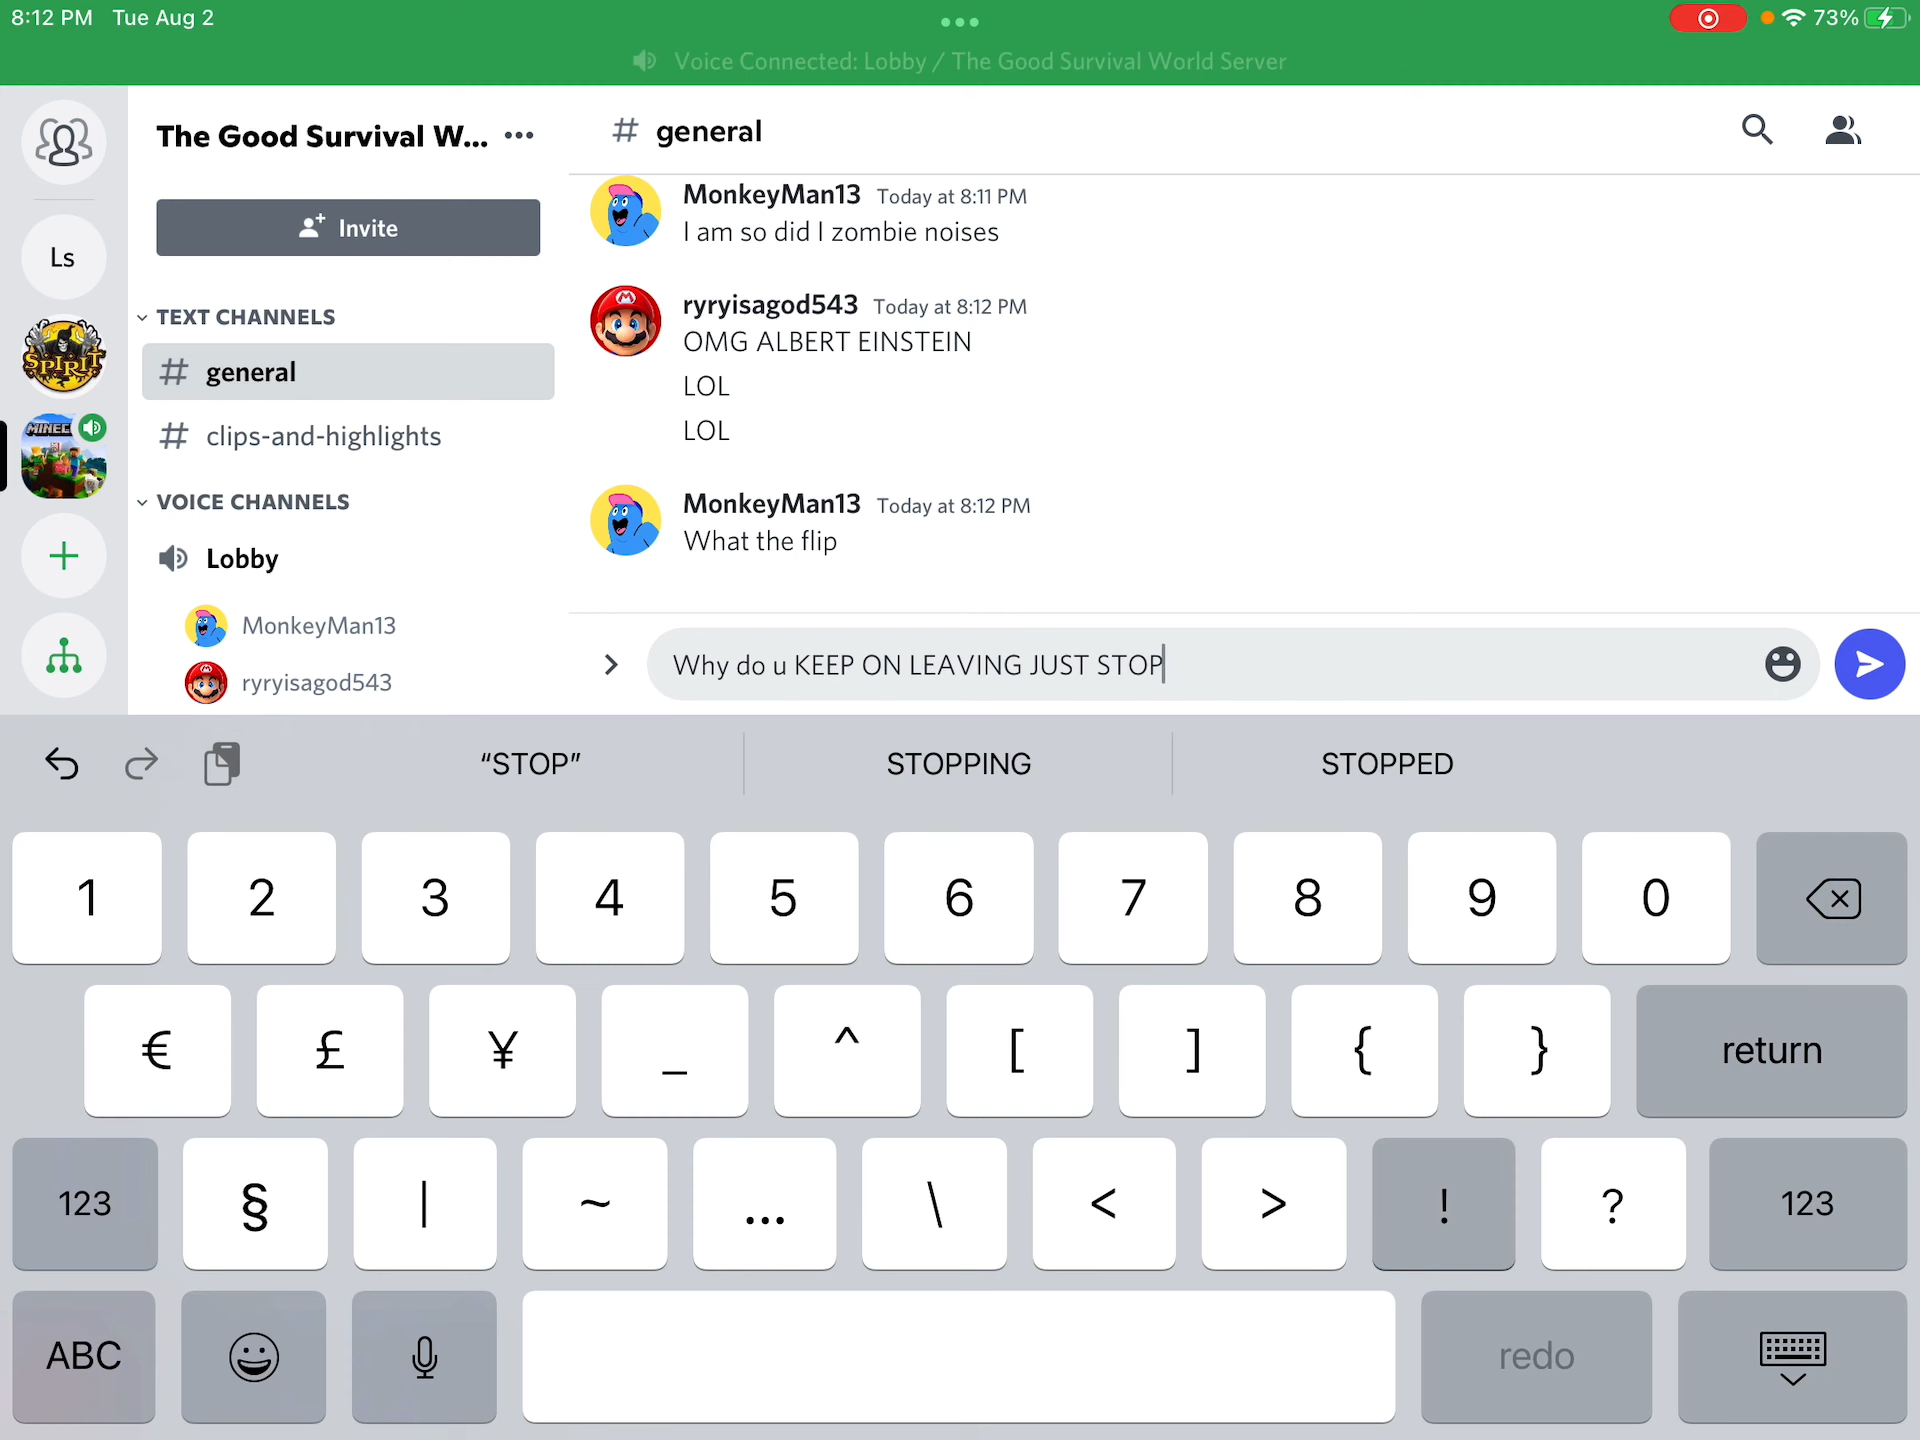 8:12 PM Tue Aug 2
73%
Voice Connected: Lobby / The Good Survival World Server
The Good Survival W... •••
# general
Invite
Ls
SPIRIT
MINEC
TEXT CHANNELS
# general
# clips-and-highlights
VOICE CHANNELS
Lobby
MonkeyMan13
ryryisagod543
MonkeyMan13 Today at 8:11 PM
I am so did I zombie noises
ryryisagod543 Today at 8:12 PM
OMG ALBERT EINSTEIN
LOL
LOL
MonkeyMan13 Today at 8:12 PM
What the flip
Why do u KEEP ON LEAVING JUST STOP
“STOP” STOPPING STOPPED
1 2 3 4 5 6 7 8 9 0
€ £ ¥ _ ^ [ ] { } return
123 § | ~ ... \ < > ! ? 123
ABC redo